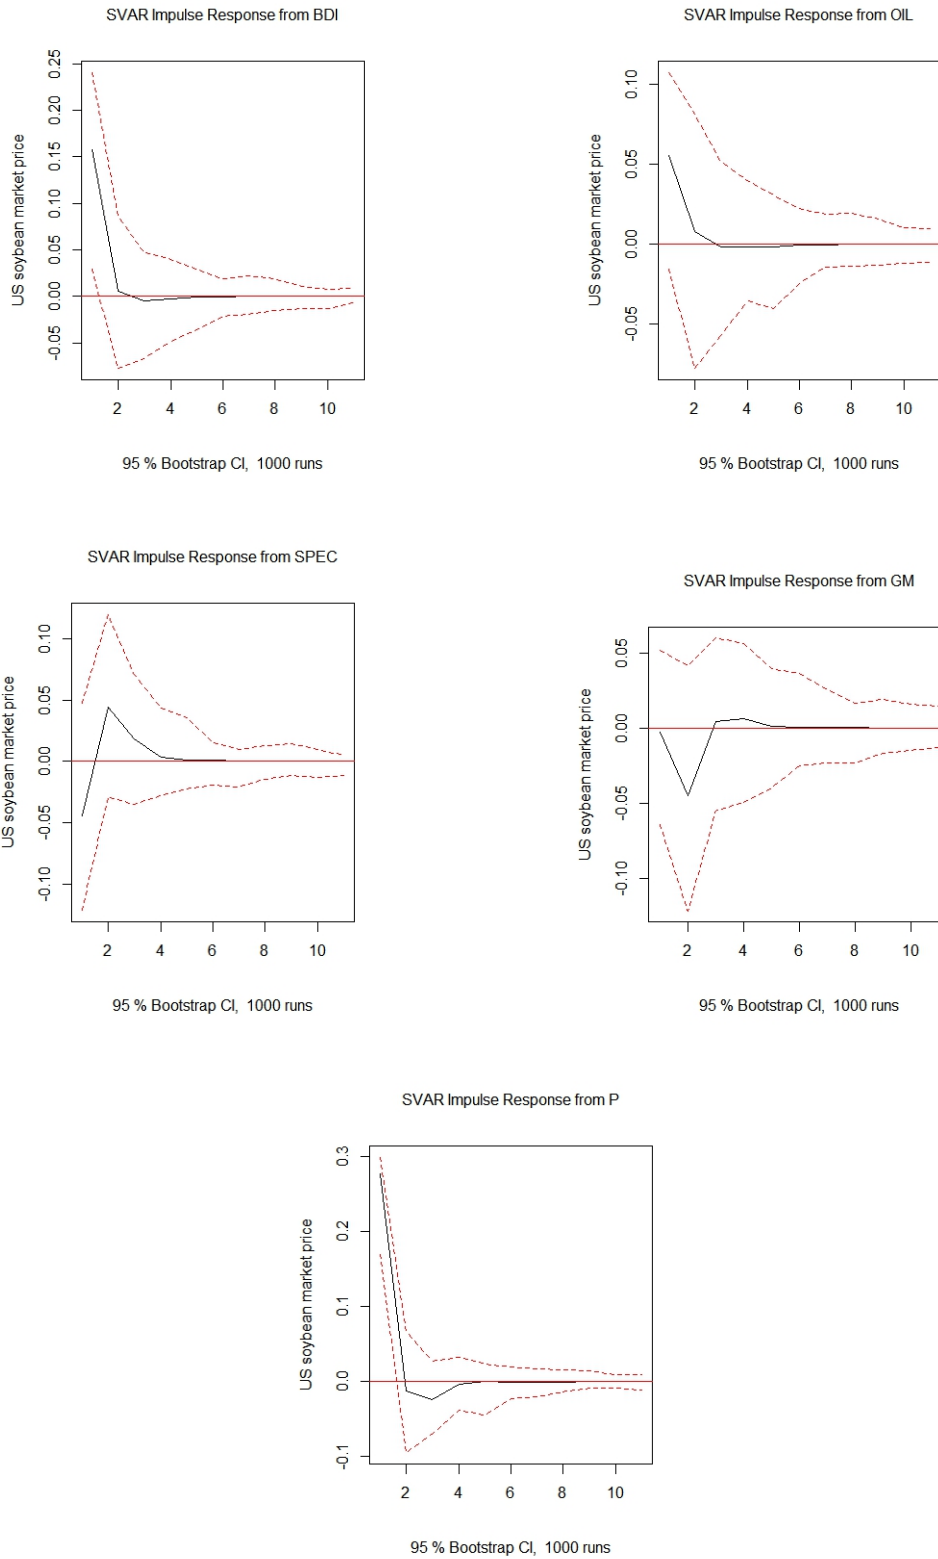 SVAR Impulse Response from BDI
US soybean market price
0.25
0.20
0.15
0.10
0.05
0.00
-0.05
2 4 6 8 10
95 % Bootstrap CI, 1000 runs
SVAR Impulse Response from OIL
US soybean market price
0.10
0.05
0.00
-0.05
2 4 6 8 10
95 % Bootstrap CI, 1000 runs
SVAR Impulse Response from SPEC
US soybean market price
0.10
0.05
0.00
-0.05
-0.10
2 4 6 8 10
95 % Bootstrap CI, 1000 runs
SVAR Impulse Response from GM
US soybean market price
0.05
0.00
-0.05
-0.10
2 4 6 8 10
95 % Bootstrap CI, 1000 runs
SVAR Impulse Response from P
US soybean market price
0.3
0.2
0.1
0.0
-0.1
2 4 6 8 10
95 % Bootstrap CI, 1000 runs